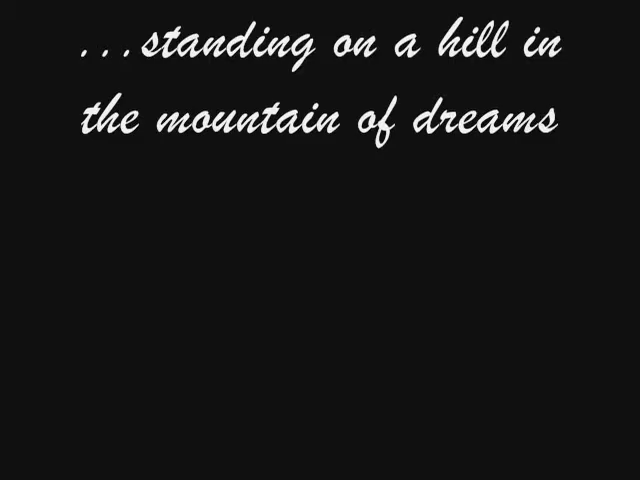 ...standing on a hill in
the mountain of dreams